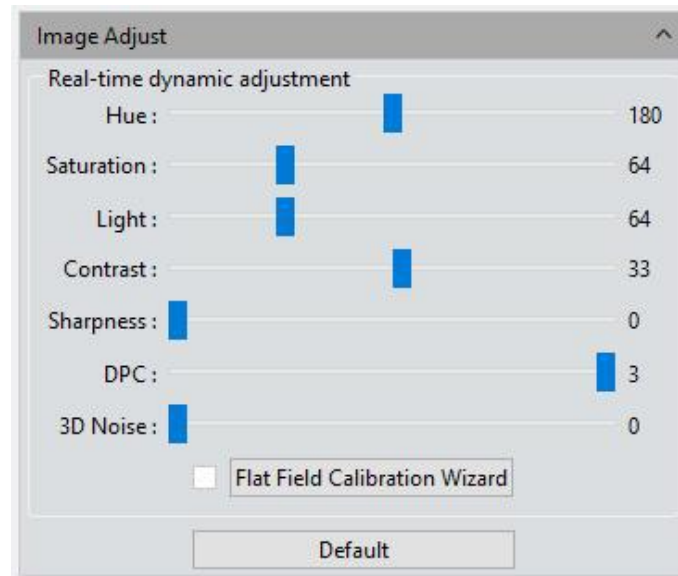 Image Adjust
Real-time dynamic adjustment
Hue : 180
Saturation : 64
Light : 64
Contrast : 33
Sharpness : 0
DPC : 3
3D Noise : 0
Flat Field Calibration Wizard
Default